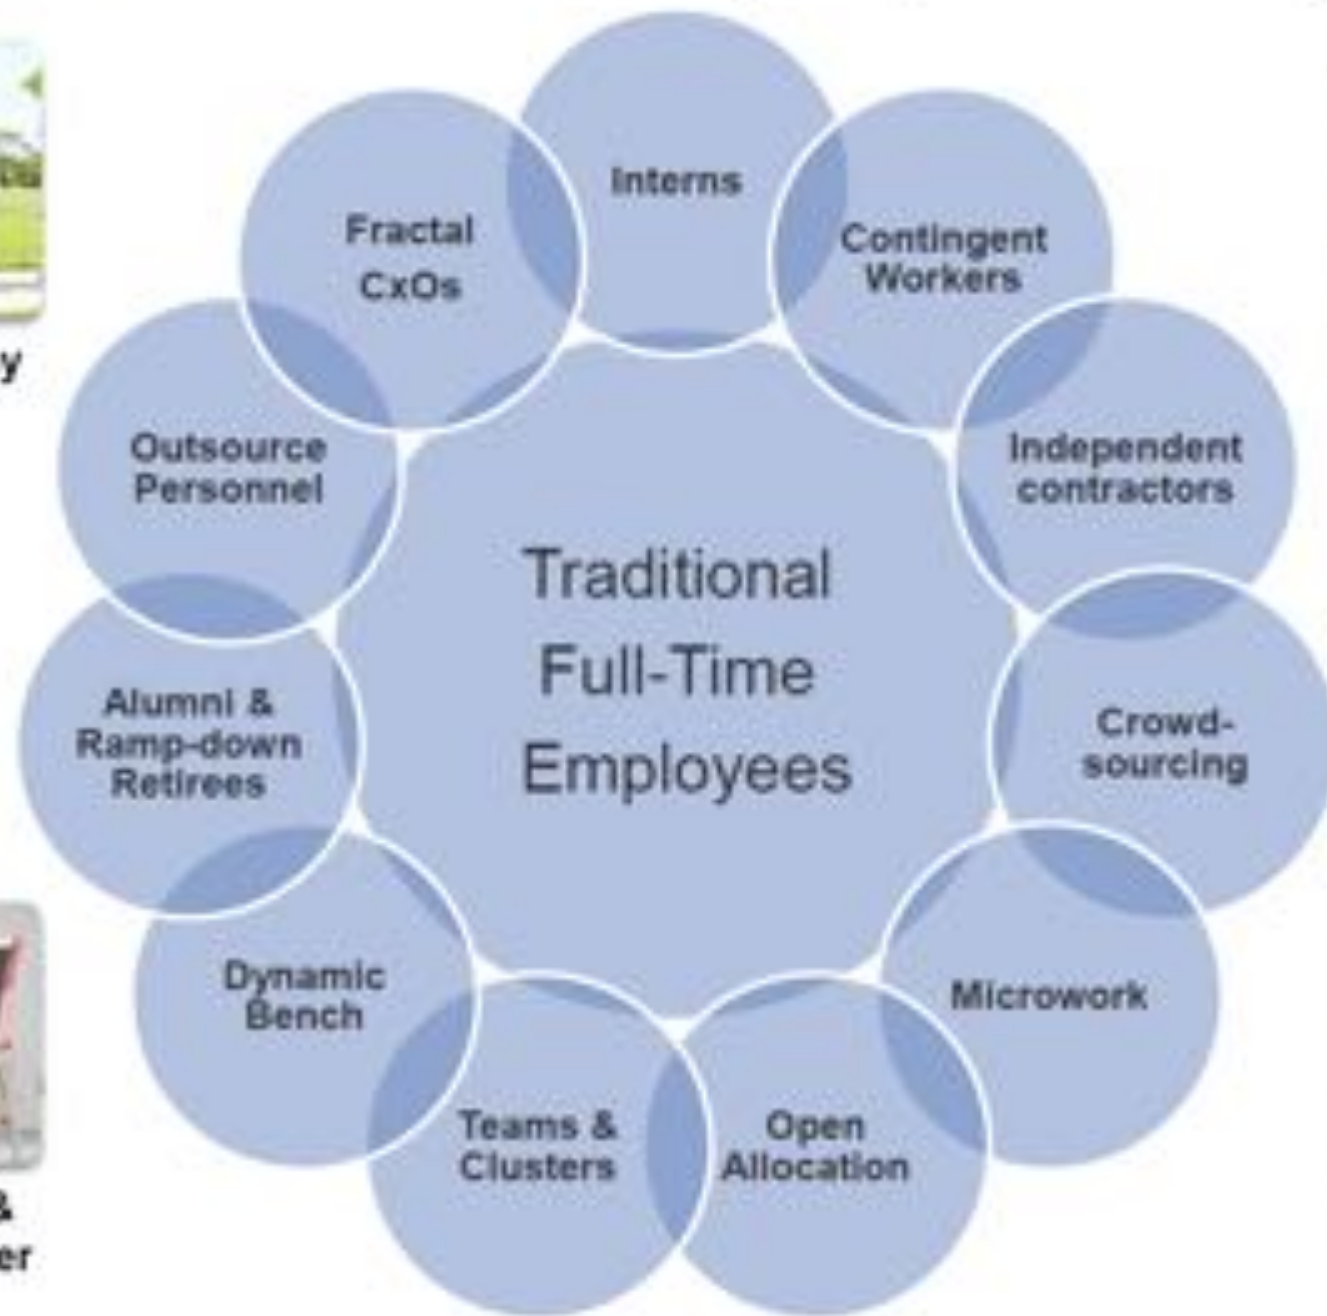 Interns
Fractal
CxOs
Contingent
Workers
Outsource
Personnel
Independent
contractors
Traditional
Full-Time
Employees
Alumni &
Ramp-down
Retirees
Crowd-
sourcing
Dynamic
Bench
Microwork
Teams &
Clusters
Open
Allocation
y
&
er